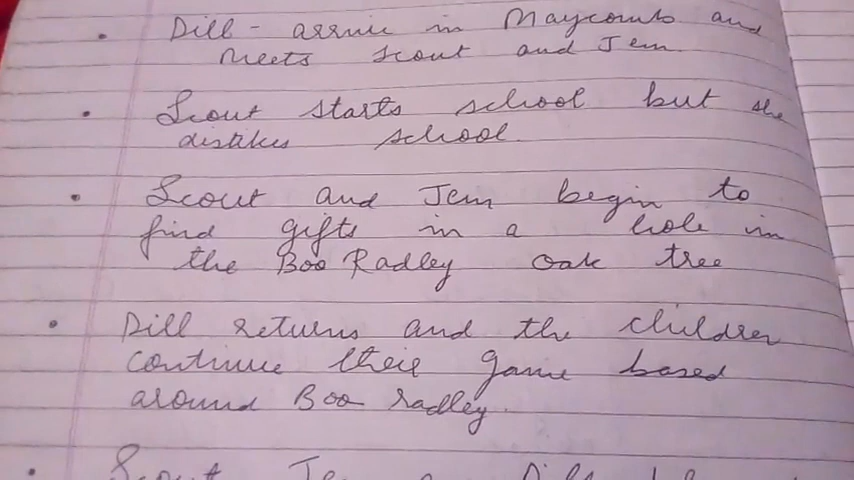 • Dill - arrive in Maycomb and
meets scout and Jem.
• Scout starts school but she
dislikes school.
• Scout and Jem begin to
find gifts in a hole in
the Boo Radley oak tree
• Dill returns and the children
continue their game based
around Boo radley.
• Scout